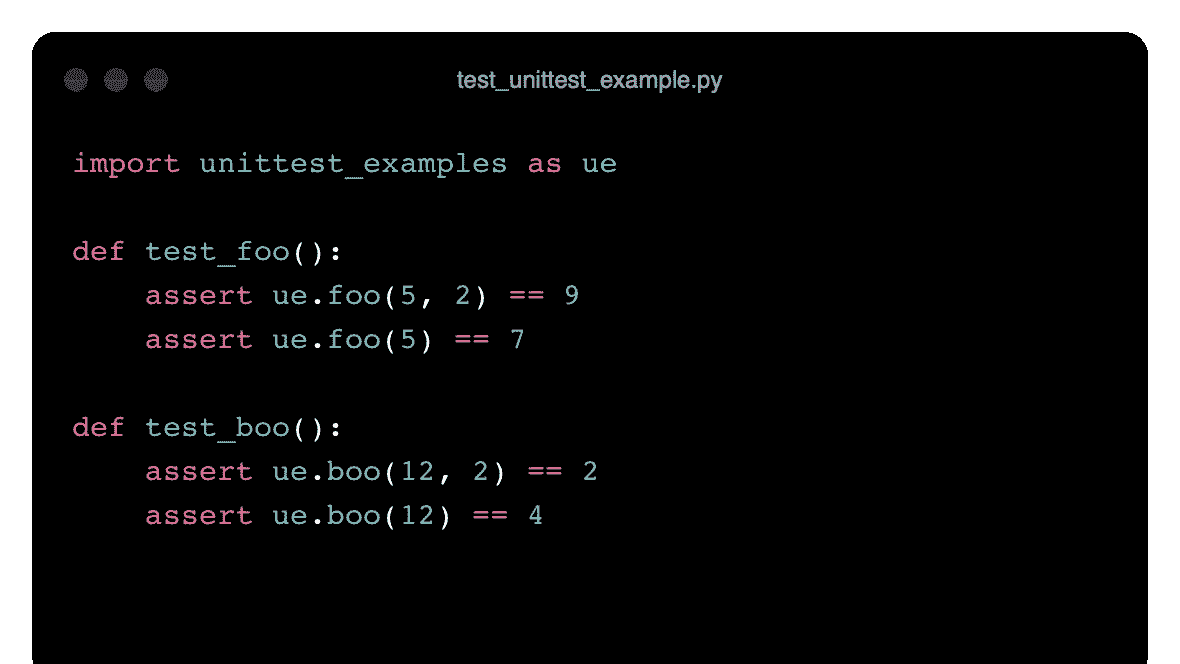 test_unittest_example.py
import unittest_examples as ue
def test_foo():
    assert ue.foo(5, 2) == 9
    assert ue.foo(5) == 7
def test_boo():
    assert ue.boo(12, 2) == 2
    assert ue.boo(12) == 4